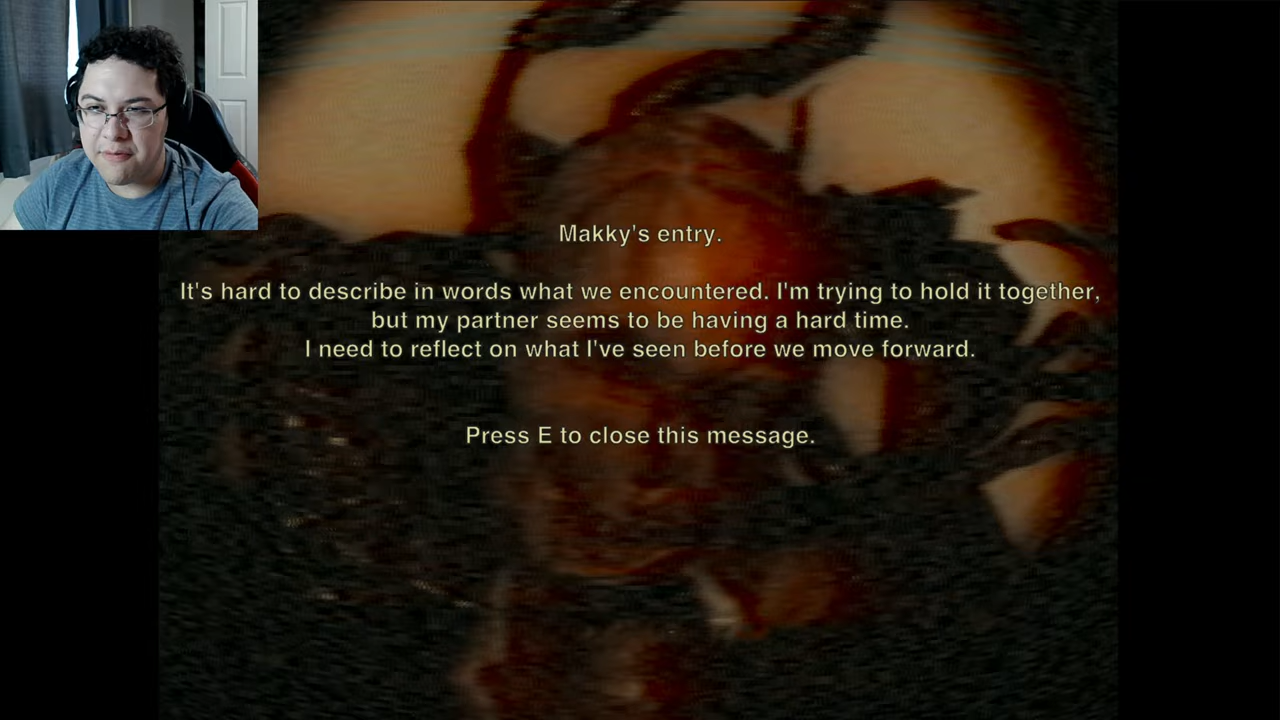 Makky's entry.
It's hard to describe in words what we encountered. I'm trying to hold it together,
but my partner seems to be having a hard time.
I need to reflect on what I've seen before we move forward.
Press E to close this message.